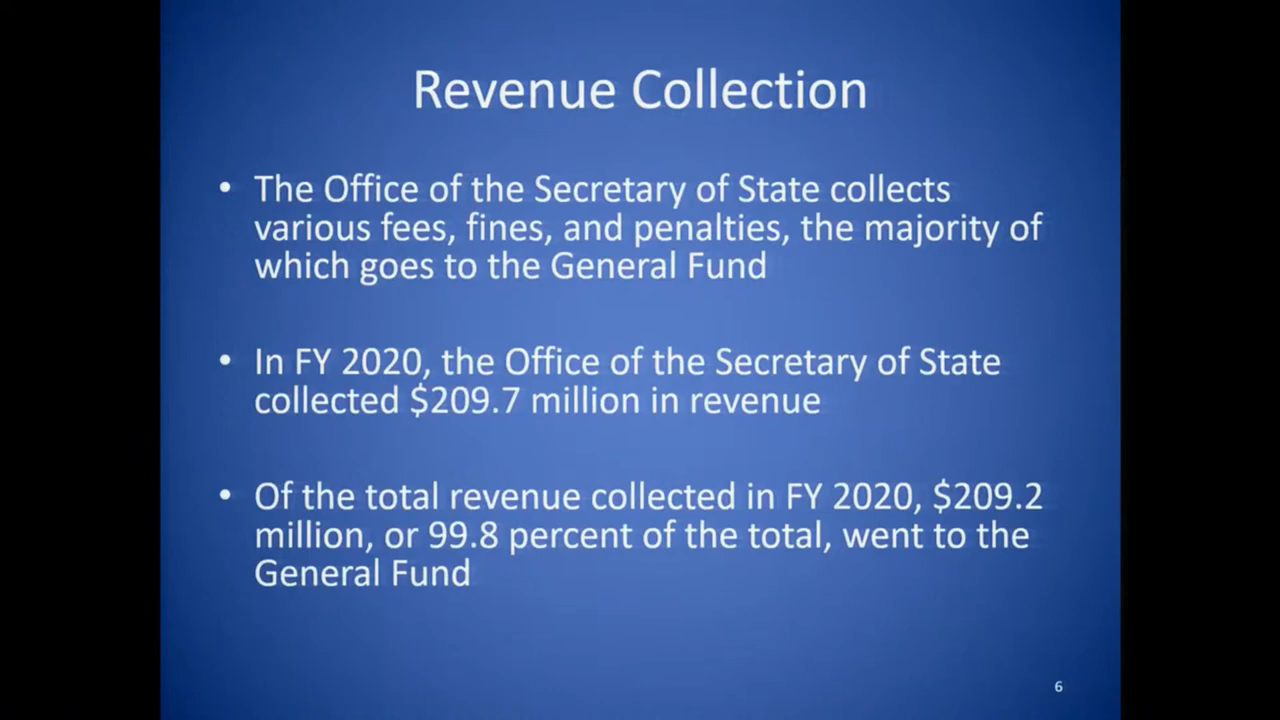 Revenue Collection
• The Office of the Secretary of State collects
various fees, fines, and penalties, the majority of
which goes to the General Fund
• In FY 2020, the Office of the Secretary of State
collected $209.7 million in revenue
• Of the total revenue collected in FY 2020, $209.2
million, or 99.8 percent of the total, went to the
General Fund
6